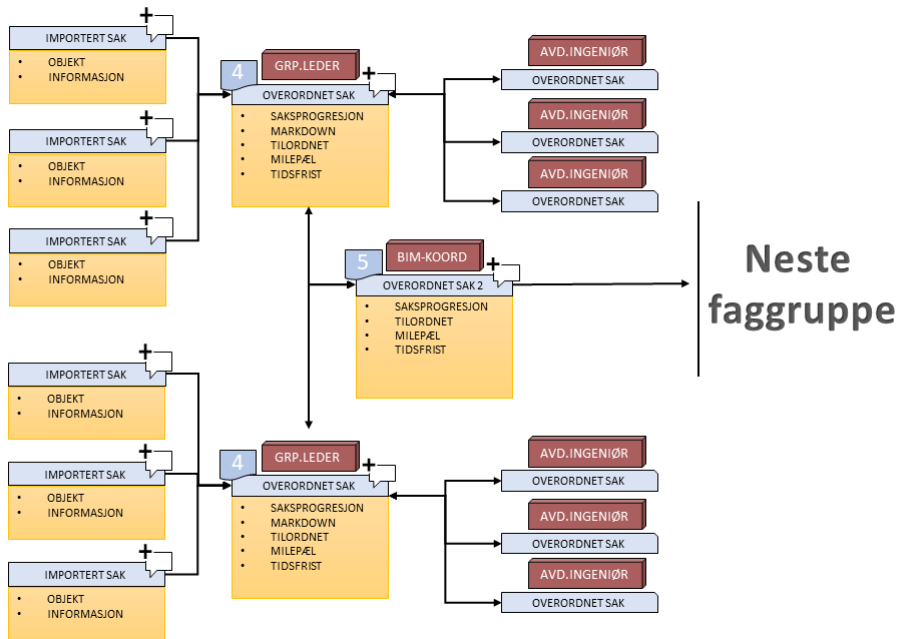 IMPORTERT SAK
• OBJEKT
• INFORMASJON
IMPORTERT SAK
• OBJEKT
• INFORMASJON
IMPORTERT SAK
• OBJEKT
• INFORMASJON
4
GRP.LEDER
OVERORDNET SAK
• SAKSPROGRESJON
• MARKDOWN
• TILORDNET
• MILEPÆL
• TIDSFRIST
AVD.INGENIØR
OVERORDNET SAK
AVD.INGENIØR
OVERORDNET SAK
AVD.INGENIØR
OVERORDNET SAK
5
BIM-KOORD
OVERORDNET SAK 2
• SAKSPROGRESJON
• TILORDNET
• MILEPÆL
• TIDSFRIST
Neste
faggruppe
IMPORTERT SAK
• OBJEKT
• INFORMASJON
IMPORTERT SAK
• OBJEKT
• INFORMASJON
IMPORTERT SAK
• OBJEKT
• INFORMASJON
4
GRP.LEDER
OVERORDNET SAK
• SAKSPROGRESJON
• MARKDOWN
• TILORDNET
• MILEPÆL
• TIDSFRIST
AVD.INGENIØR
OVERORDNET SAK
AVD.INGENIØR
OVERORDNET SAK
AVD.INGENIØR
OVERORDNET SAK